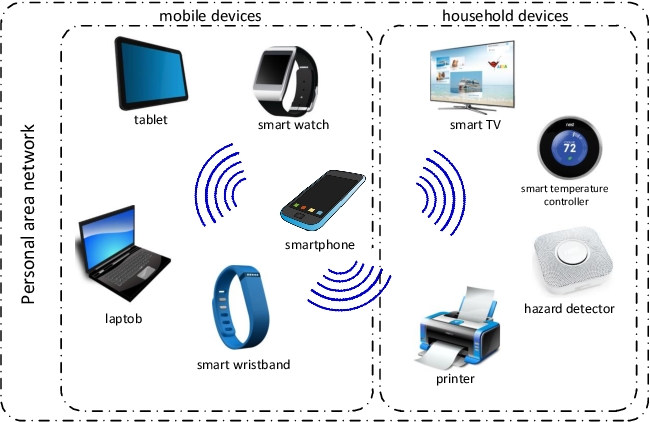 mobile devices
household devices
Personal area network
tablet
smart watch
smart TV
nest
72
smart temperature
controller
smartphone
laptob
hazard detector
smart wristband
printer